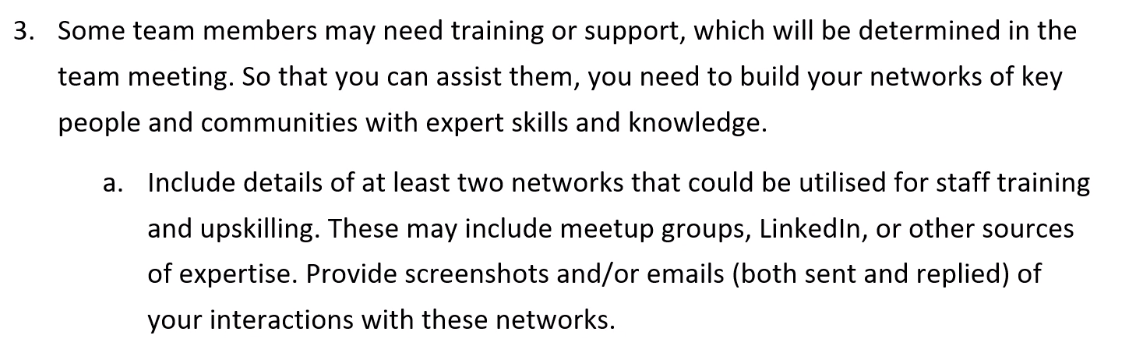 3. Some team members may need training or support, which will be determined in the
team meeting. So that you can assist them, you need to build your networks of key
people and communities with expert skills and knowledge.
a. Include details of at least two networks that could be utilised for staff training
and upskilling. These may include meetup groups, LinkedIn, or other sources
of expertise. Provide screenshots and/or emails (both sent and replied) of
your interactions with these networks.